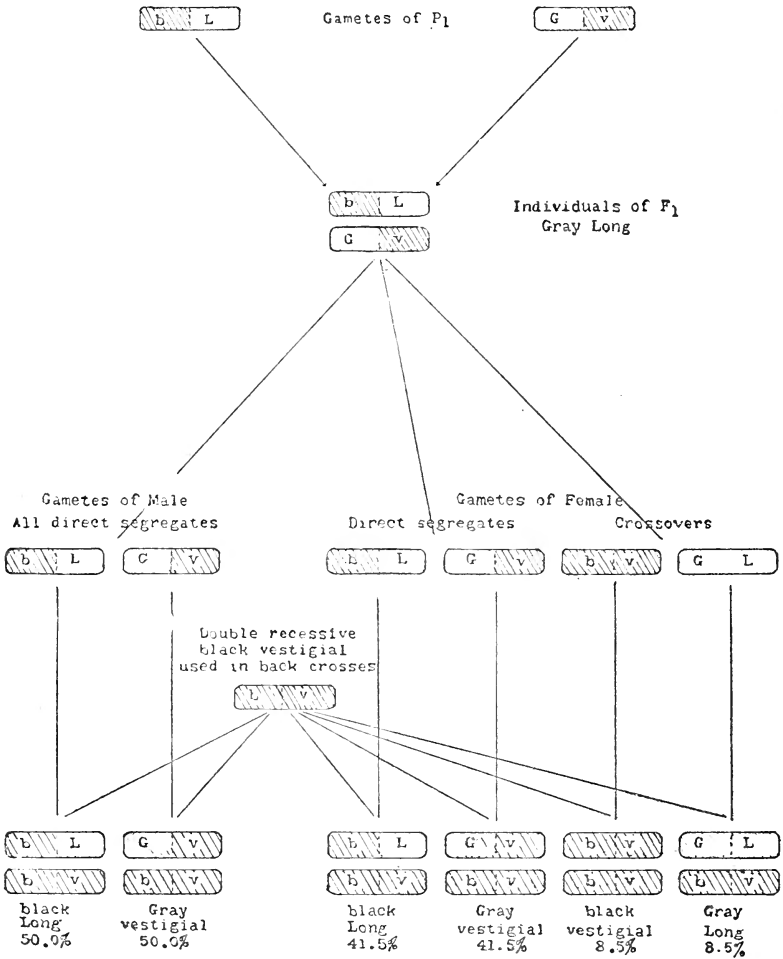 b L Gametes of P1 G v
b L
G v
Individuals of F1
Gray Long
Gametes of Male
All direct segregates
Gametes of Female
Direct segregates Crossovers
b L G v b L G v b v G L
Double recessive
black vestigial
used in back crosses
b v
b L G v b L G v b v G L
b v b v b v b v b v b v
black
Long
50.0%
Gray
vestigial
50.0%
black
Long
41.5%
Gray
vestigial
41.5%
black
vestigial
8.5%
Gray
Long
8.5%